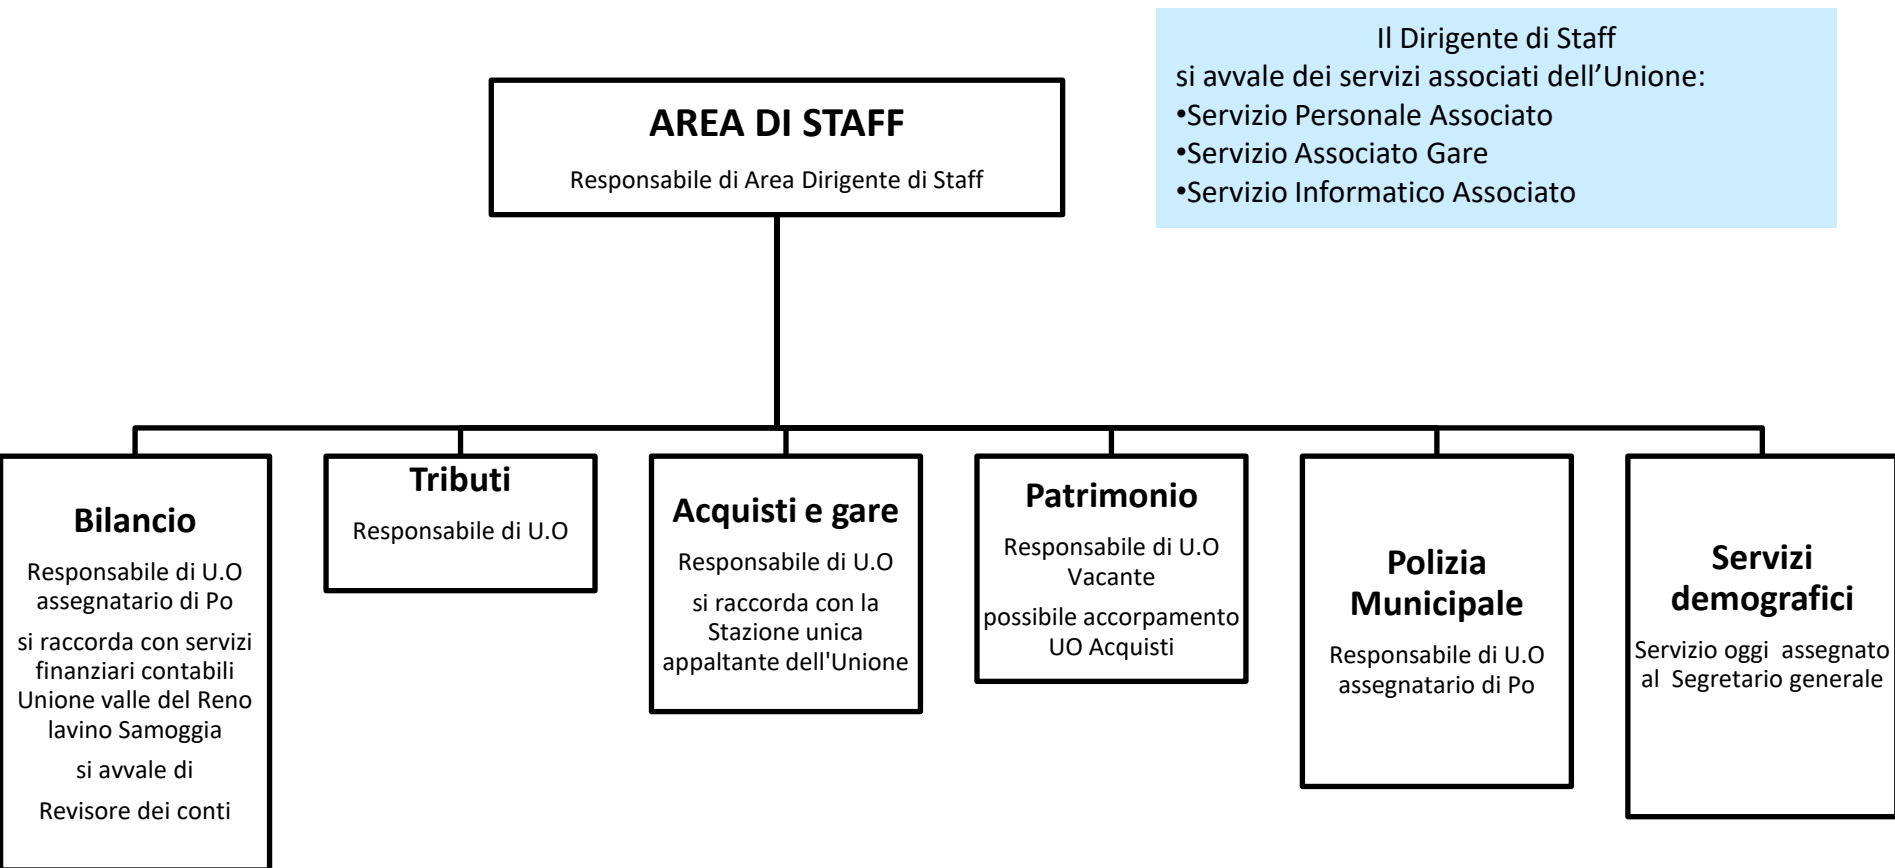 Il Dirigente di Staff
si avvale dei servizi associati dell’Unione:
•Servizio Personale Associato
•Servizio Associato Gare
•Servizio Informatico Associato
AREA DI STAFF
Responsabile di Area Dirigente di Staff
Bilancio
Responsabile di U.O
assegnatario di Po
si raccorda con servizi
finanziari contabili
Unione valle del Reno
lavino Samoggia
si avvale di
Revisore dei conti
Tributi
Responsabile di U.O
Acquisti e gare
Responsabile di U.O
si raccorda con la
Stazione unica
appaltante dell'Unione
Patrimonio
Responsabile di U.O
Vacante
possibile accorpamento
UO Acquisti
Polizia
Municipale
Responsabile di U.O
assegnatario di Po
Servizi
demografici
Servizio oggi  assegnato
al  Segretario generale